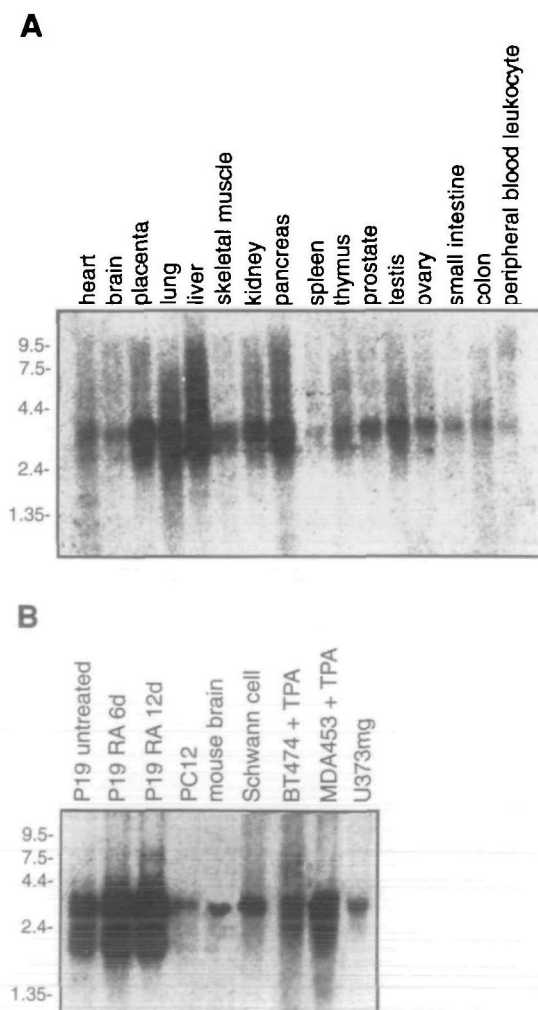 A
heart
brain
placenta
lung
liver
skeletal muscle
kidney
pancreas
spleen
thymus
prostate
testis
ovary
small intestine
colon
peripheral blood leukocyte
9.5-
7.5-
4.4-
2.4-
1.35-
B
P19 untreated
P19 RA 6d
P19 RA 12d
PC12
mouse brain
Schwann cell
BT474 + TPA
MDA453 + TPA
U373mg
9.5-
7.5-
4.4-
2.4-
1.35-